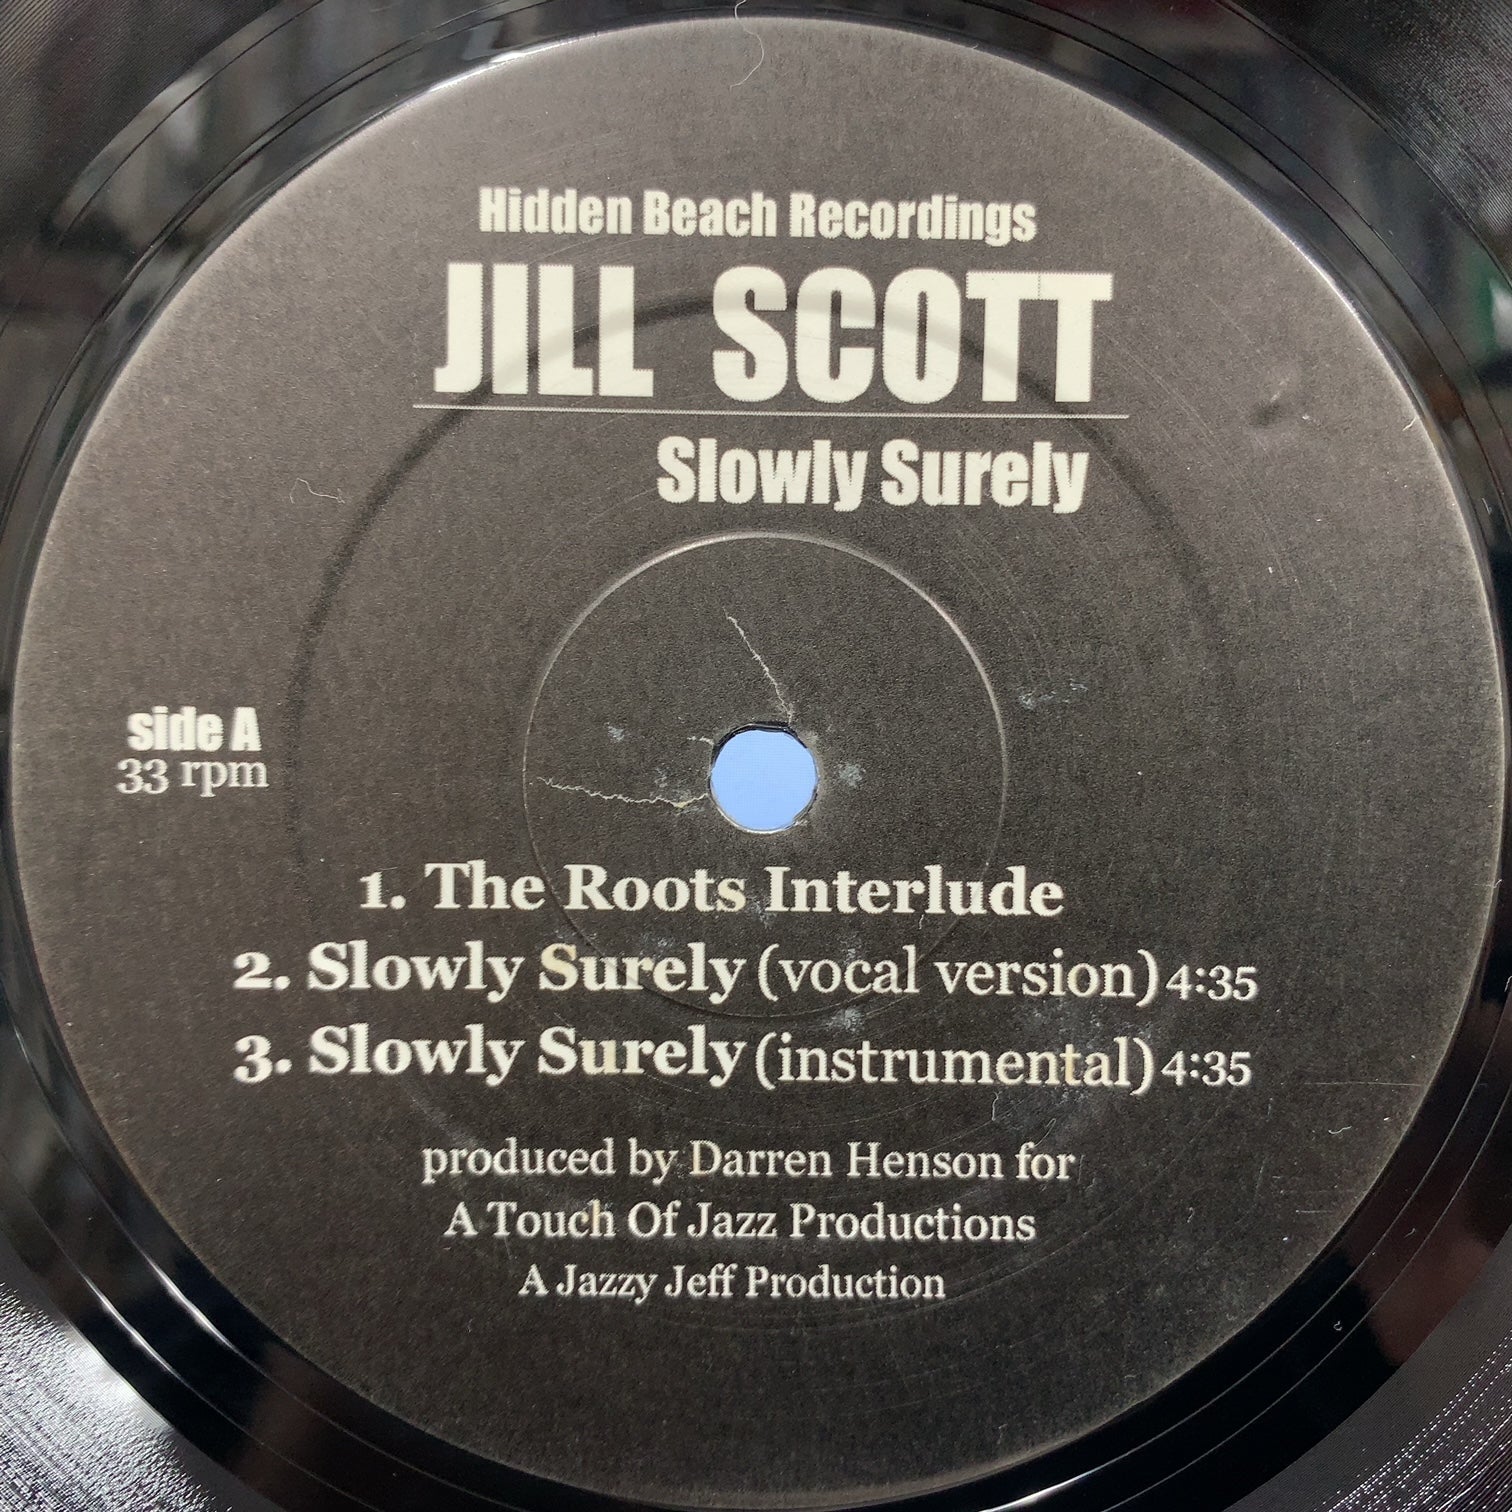 Hidden Beach Recordings
JILL SCOTT
Slowly Surely
side A
33 rpm
1. The Roots Interlude
2. Slowly Surely (vocal version) 4:35
3. Slowly Surely (instrumental) 4:35
produced by Darren Henson for
A Touch Of Jazz Productions
A Jazzy Jeff Production